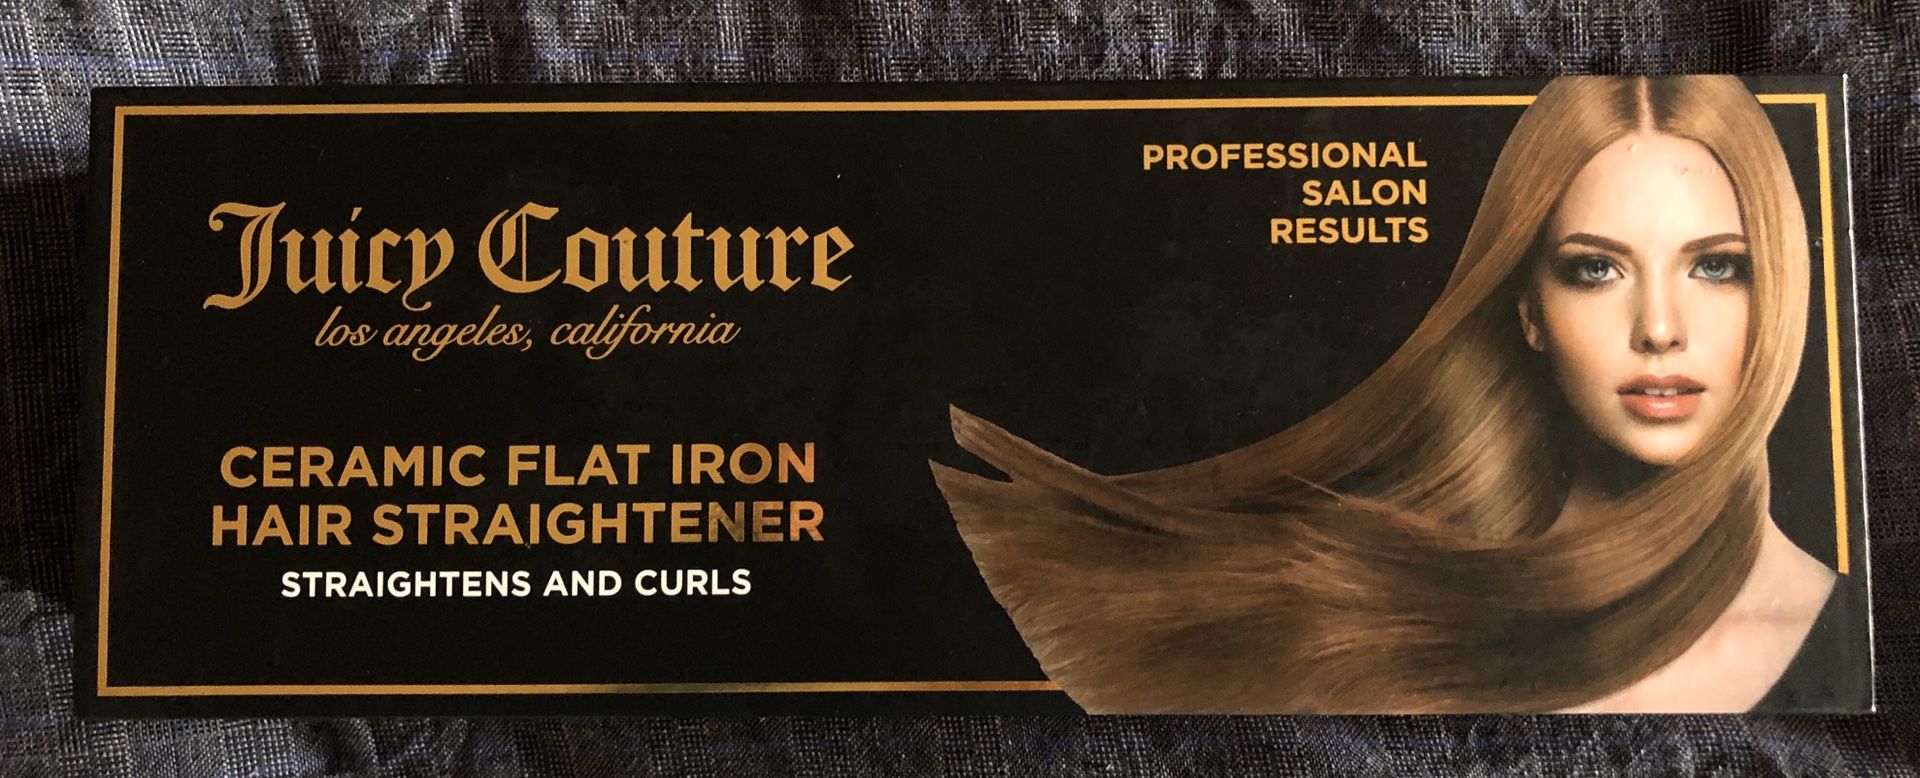 Juicy Couture
los angeles, california
PROFESSIONAL
SALON
RESULTS
CERAMIC FLAT IRON
HAIR STRAIGHTENER
STRAIGHTENS AND CURLS